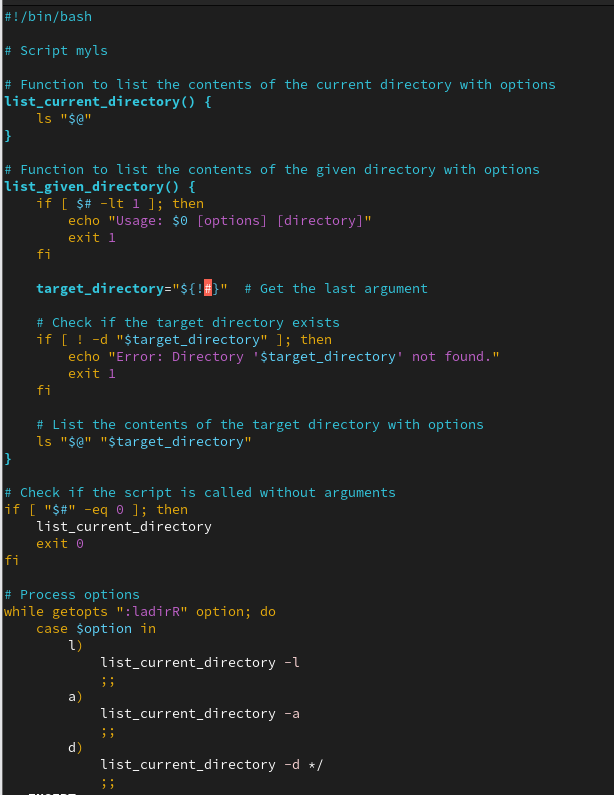 #!/bin/bash
# Script myls
# Function to list the contents of the current directory with options
list_current_directory() {
ls "$@"
}
# Function to list the contents of the given directory with options
list_given_directory() {
if [ $# -lt 1 ]; then
echo "Usage: $0 [options] [directory]"
exit 1
fi
target_directory="${!#}"  # Get the last argument
# Check if the target directory exists
if [ ! -d "$target_directory" ]; then
echo "Error: Directory '$target_directory' not found."
exit 1
fi
# List the contents of the target directory with options
ls "$@" "$target_directory"
}
# Check if the script is called without arguments
if [ "$#" -eq 0 ]; then
list_current_directory
exit 0
fi
# Process options
while getopts ":ladirR" option; do
case $option in
l)
list_current_directory -l
;;
a)
list_current_directory -a
;;
d)
list_current_directory -d */
;;